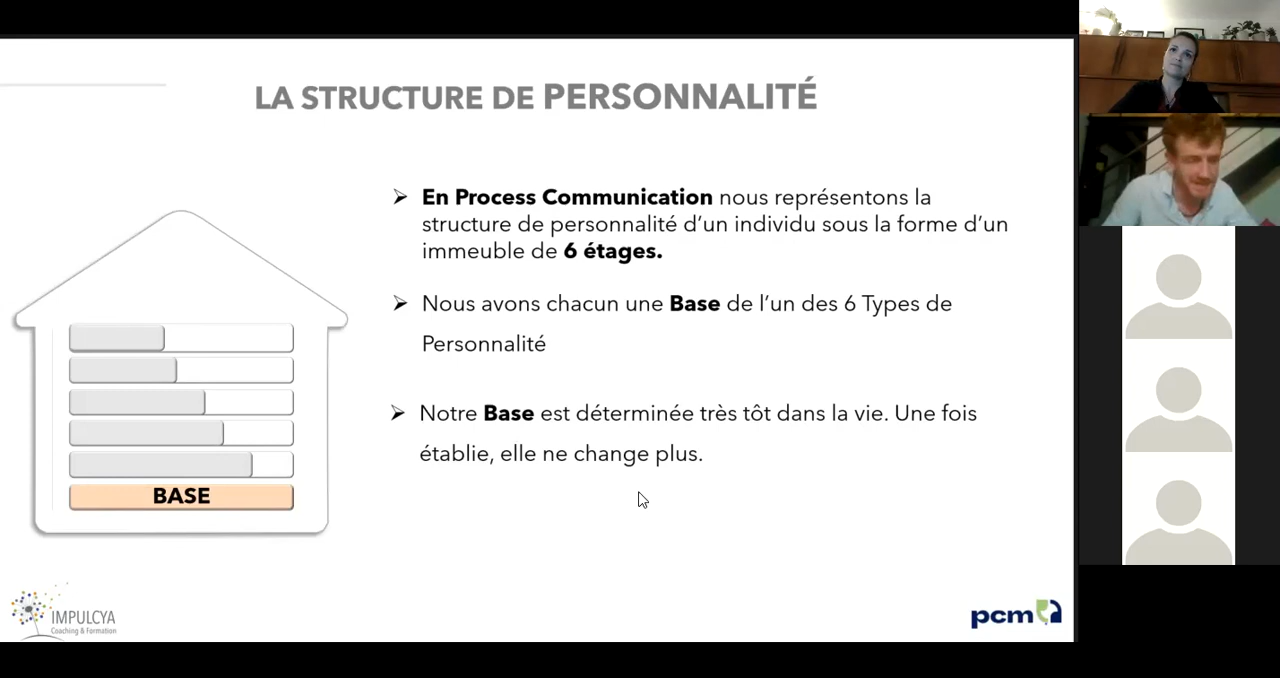 LA STRUCTURE DE PERSONNALITÉ
➢ En Process Communication nous représentons la
structure de personnalité d’un individu sous la forme d’un
immeuble de 6 étages.
➢ Nous avons chacun une Base de l’un des 6 Types de
Personnalité
➢ Notre Base est déterminée très tôt dans la vie. Une fois
établie, elle ne change plus.
BASE
IMPULCYA
Coaching & Formation
pcm